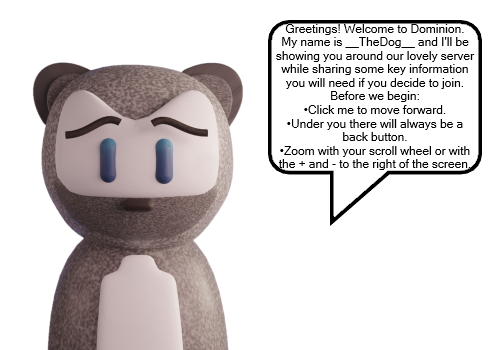 Greetings! Welcome to Dominion.
My name is __TheDog__ and I'll be
showing you around our lovely server
while sharing some key information
you will need if you decide to join.
Before we begin:
•Click me to move forward.
•Under you there will always be a
back button.
•Zoom with your scroll wheel or with
the + and - to the right of the screen.